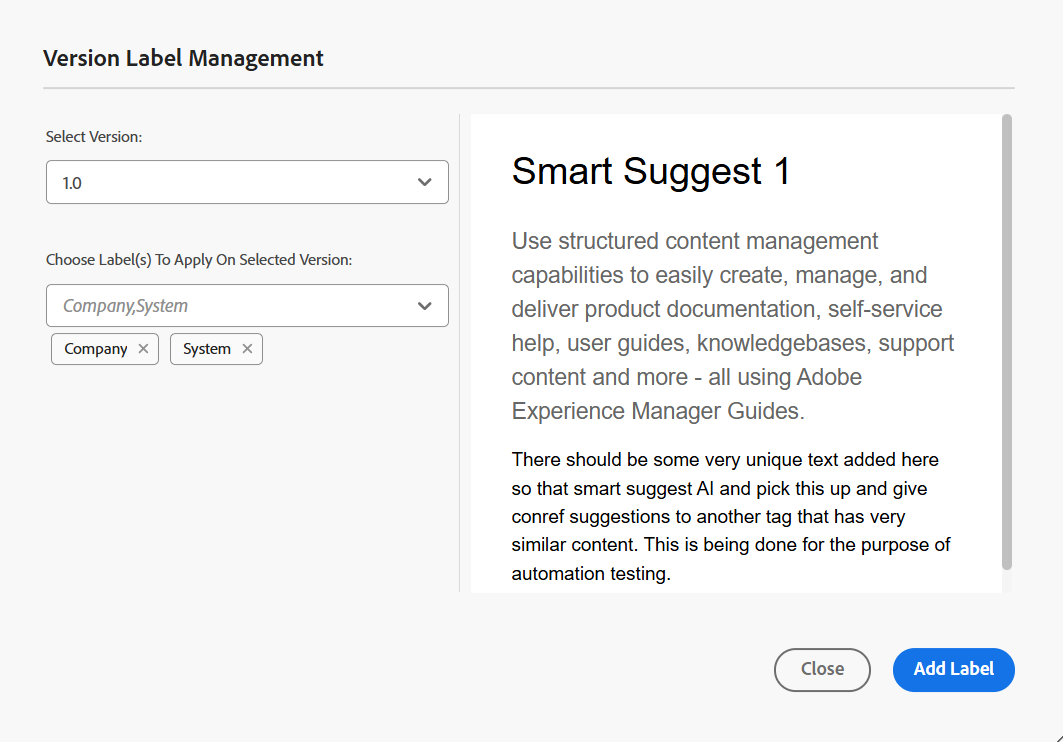 Version Label Management
Select Version:
1.0
Choose Label(s) To Apply On Selected Version:
Company,System
Company
System
Smart Suggest 1
Use structured content management
capabilities to easily create, manage, and
deliver product documentation, self-service
help, user guides, knowledgebases, support
content and more - all using Adobe
Experience Manager Guides.
There should be some very unique text added here
so that smart suggest AI and pick this up and give
conref suggestions to another tag that has very
similar content. This is being done for the purpose of
automation testing.
Close
Add Label